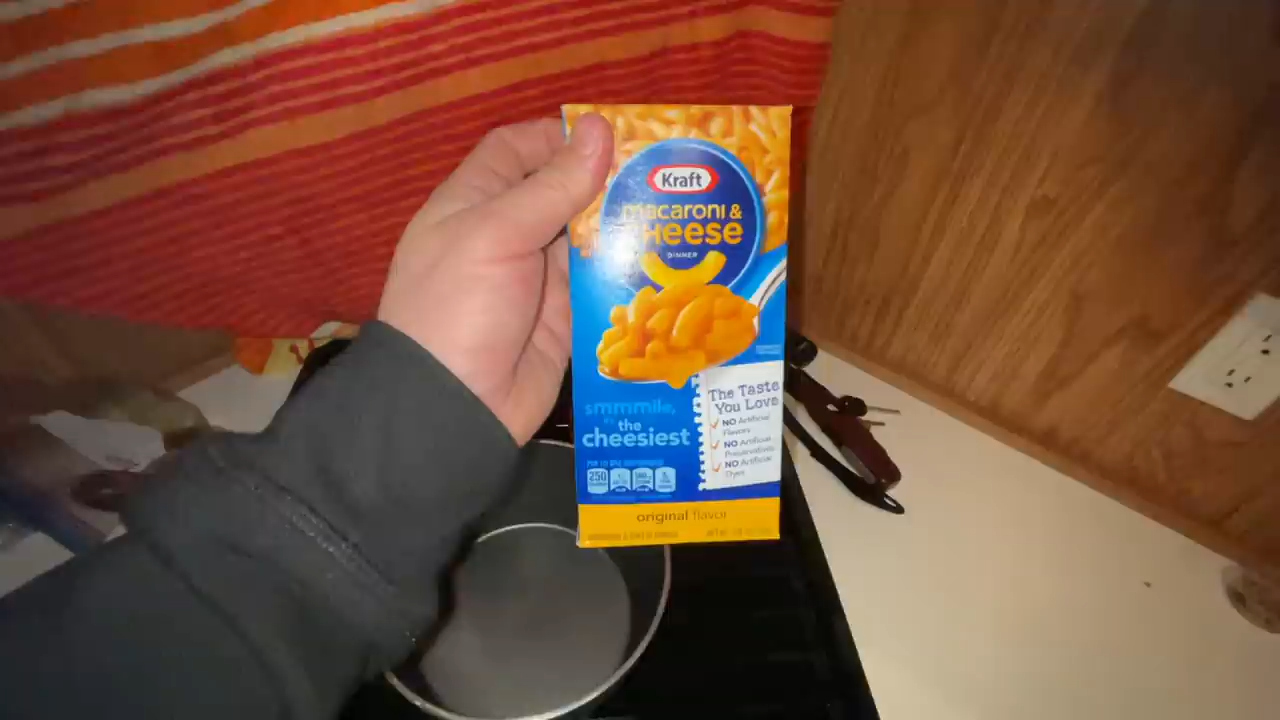 Kraft
macaroni &
cheese
DINNER
smmmile,
the
cheesiest
The Taste
You Love
NO Artificial
Flavors
NO Artificial
Preservatives
NO Artificial
Dyes
250
original flavor